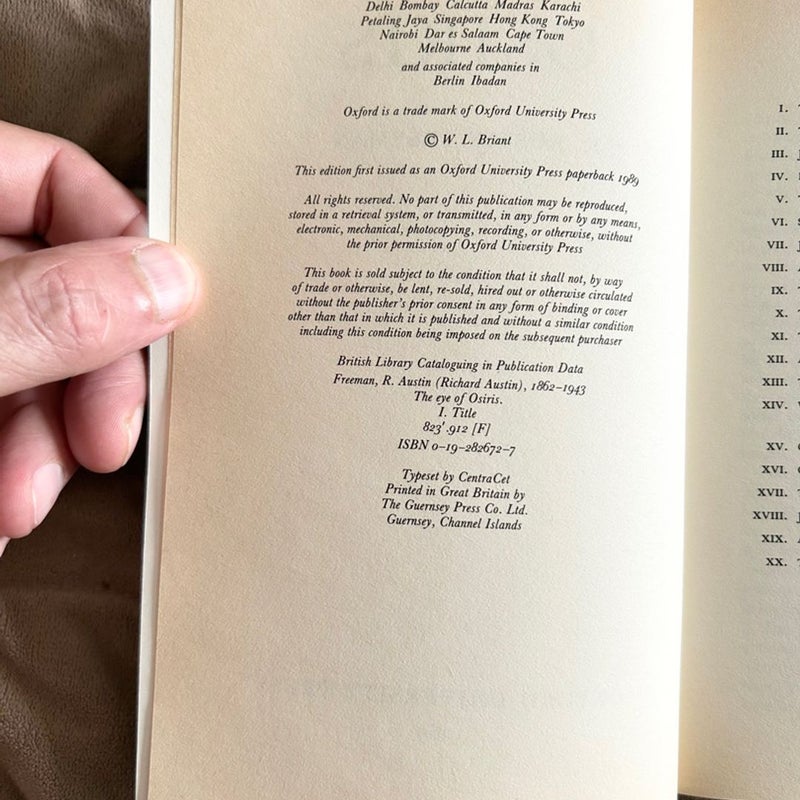 Delhi Bombay Calcutta Madras Karachi
Petaling Jaya Singapore Hong Kong Tokyo
Nairobi Dar es Salaam Cape Town
Melbourne Auckland
and associated companies in
Berlin Ibadan
Oxford is a trade mark of Oxford University Press
© W. L. Briant
This edition first issued as an Oxford University Press paperback 1989
All rights reserved. No part of this publication may be reproduced,
stored in a retrieval system, or transmitted, in any form or by any means,
electronic, mechanical, photocopying, recording, or otherwise, without
the prior permission of Oxford University Press
This book is sold subject to the condition that it shall not, by way
of trade or otherwise, be lent, re-sold, hired out or otherwise circulated
without the publisher's prior consent in any form of binding or cover
other than that in which it is published and without a similar condition
including this condition being imposed on the subsequent purchaser
British Library Cataloguing in Publication Data
Freeman, R. Austin (Richard Austin), 1862–1943
The eye of Osiris.
I. Title
823'.912 [F]
ISBN 0–19–282672–7
Typeset by CentraCet
Printed in Great Britain by
The Guernsey Press Co. Ltd.
Guernsey, Channel Islands
I.
II.
III.
IV.
V.
VI.
VII.
VIII.
IX.
X.
XI.
XII.
XIII.
XIV.
XV.
XVI.
XVII.
XVIII.
XIX.
XX.